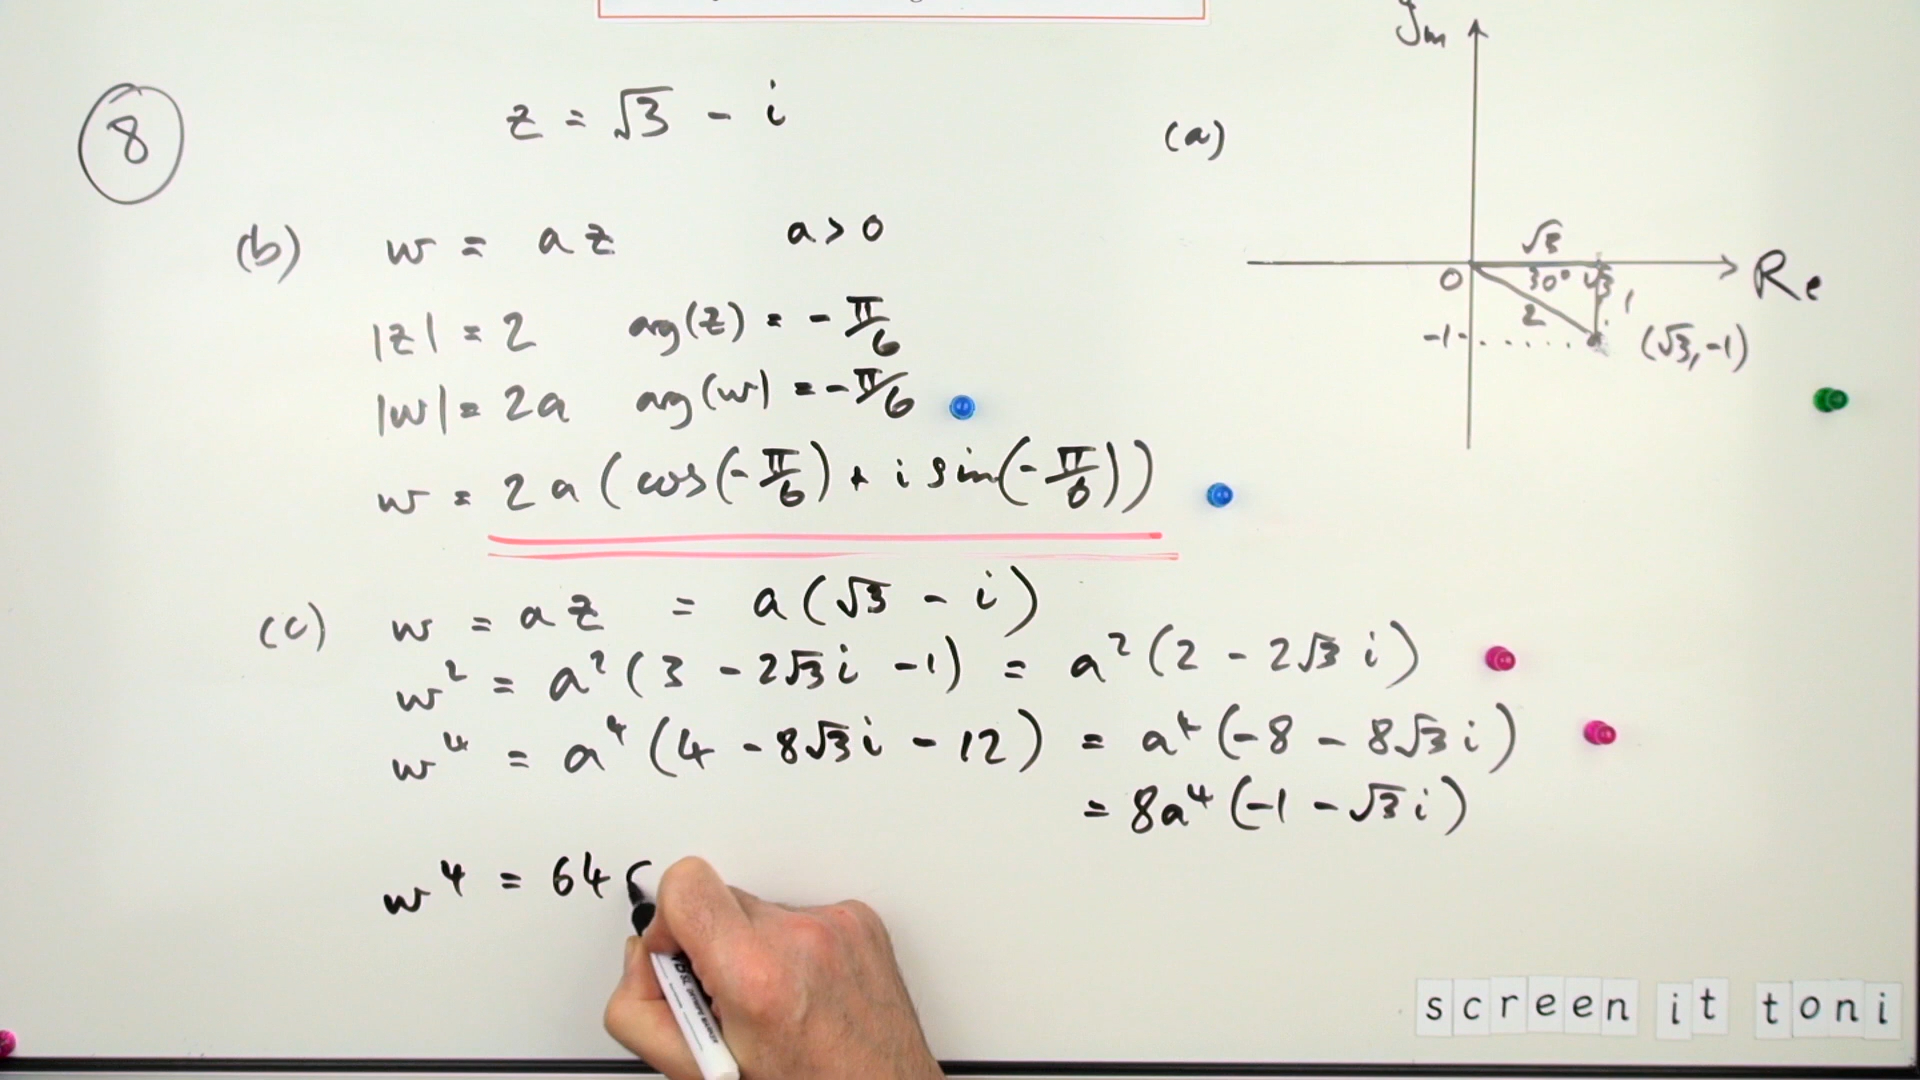 8
z = √3 - i
(b) w = az a > 0
|z| = 2 arg(z) = -π/6
|w| = 2a arg(w) = -π/6
w = 2a(cos(-π/6) + i sin(-π/6))
(c) w = az = a(√3 - i)
w² = a²(3 - 2√3i - 1) = a²(2 - 2√3i)
w⁴ = a⁴(4 - 8√3i - 12) = a⁴(-8 - 8√3i)
= 8a⁴(-1 - √3i)
w⁴ = 64
(a)
Im
√3
0 30° √3 1 Re
2
-1 (√3, -1)
screen it toni